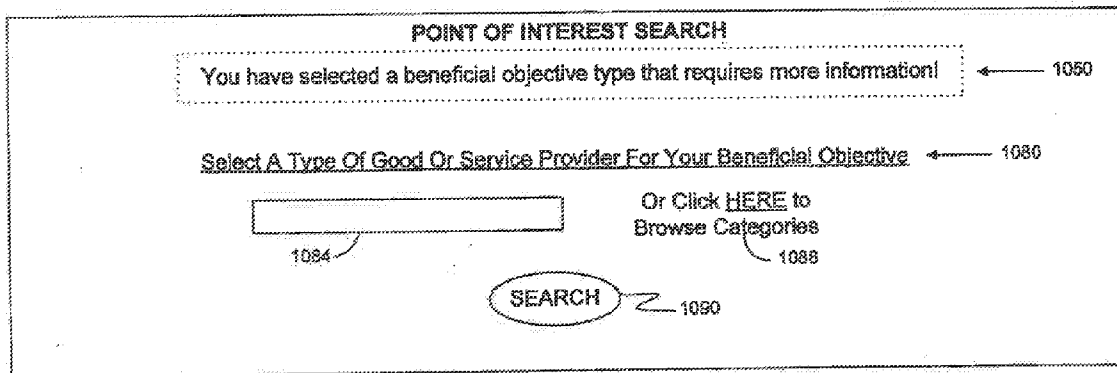 POINT OF INTEREST SEARCH
You have selected a beneficial objective type that requires more information!
1050
Select A Type Of Good Or Service Provider For Your Beneficial Objective
1080
Or Click HERE to
Browse Categories
1084
1088
SEARCH
1090